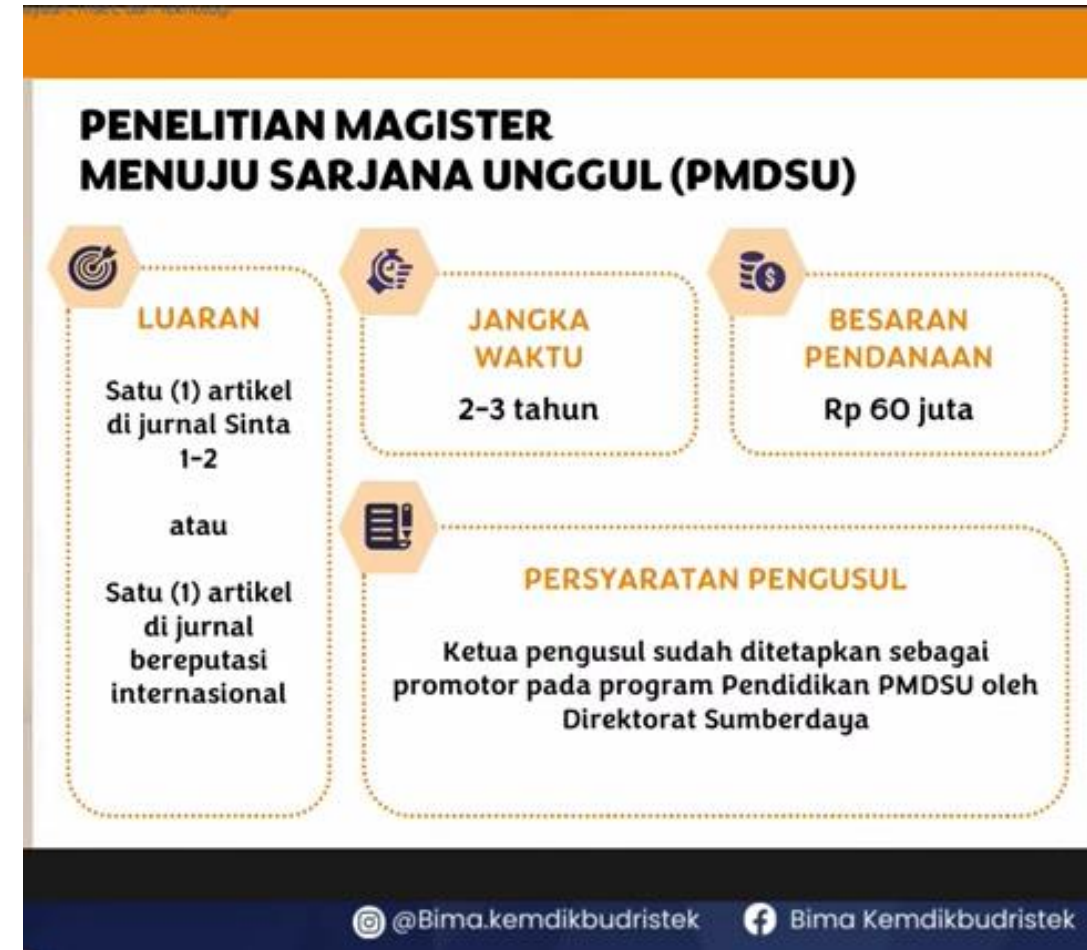 PENELITIAN MAGISTER
MENUJU SARJANA UNGGUL (PMDSU)
LUARAN
Satu (1) artikel
di jurnal Sinta
1-2
atau
Satu (1) artikel
di jurnal
bereputasi
internasional
JANGKA
WAKTU
2-3 tahun
BESARAN
PENDANAAN
Rp 60 juta
PERSYARATAN PENGUSUL
Ketua pengusul sudah ditetapkan sebagai
promotor pada program Pendidikan PMDSU oleh
Direktorat Sumberdaya
@Bima.kemdikbudristek
Bima Kemdikbudristek